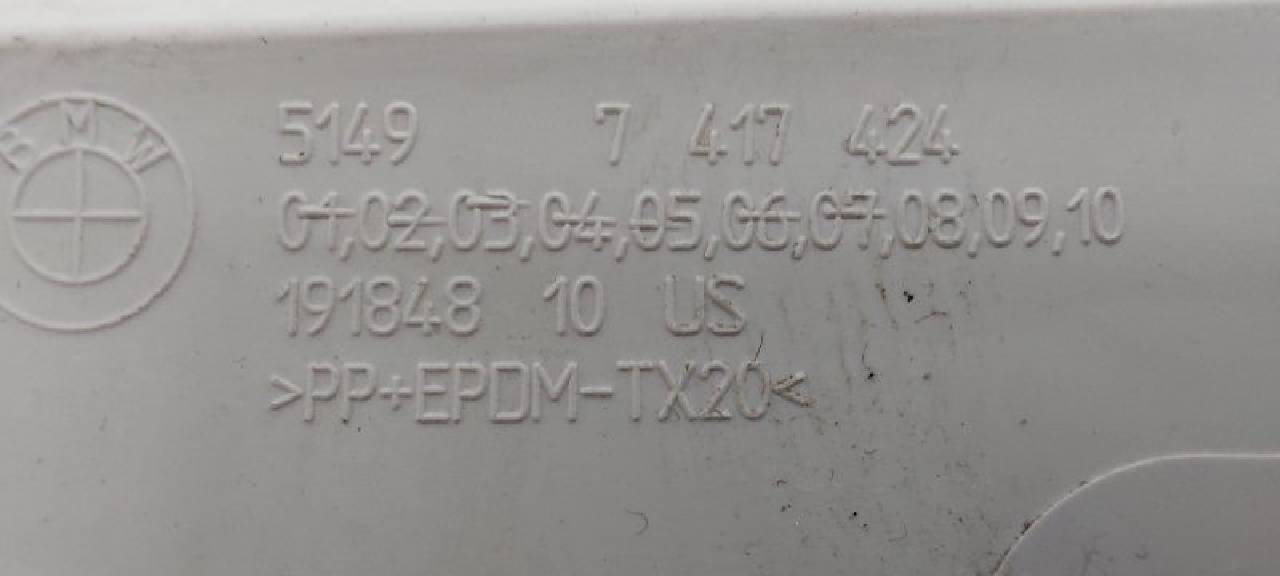 BMW
5149 7 417 424
01,02,03,04,05,06,07,08,09,10
191848 10 US
>PP+EPDM-TX20<